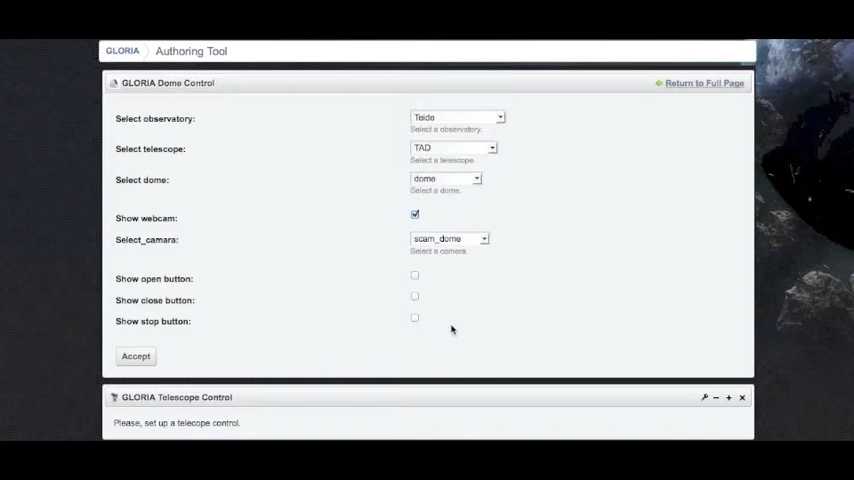 GLORIA Authoring Tool
GLORIA Dome Control
Return to Full Page
Select observatory: Teide
Select a observatory.
Select telescope: TAD
Select a telescope.
Select dome: dome
Select a dome.
Show webcam:
Select_camara: scam_dome
Select a camera.
Show open button:
Show close button:
Show stop button:
Accept
GLORIA Telescope Control
Please, set up a telecope control.